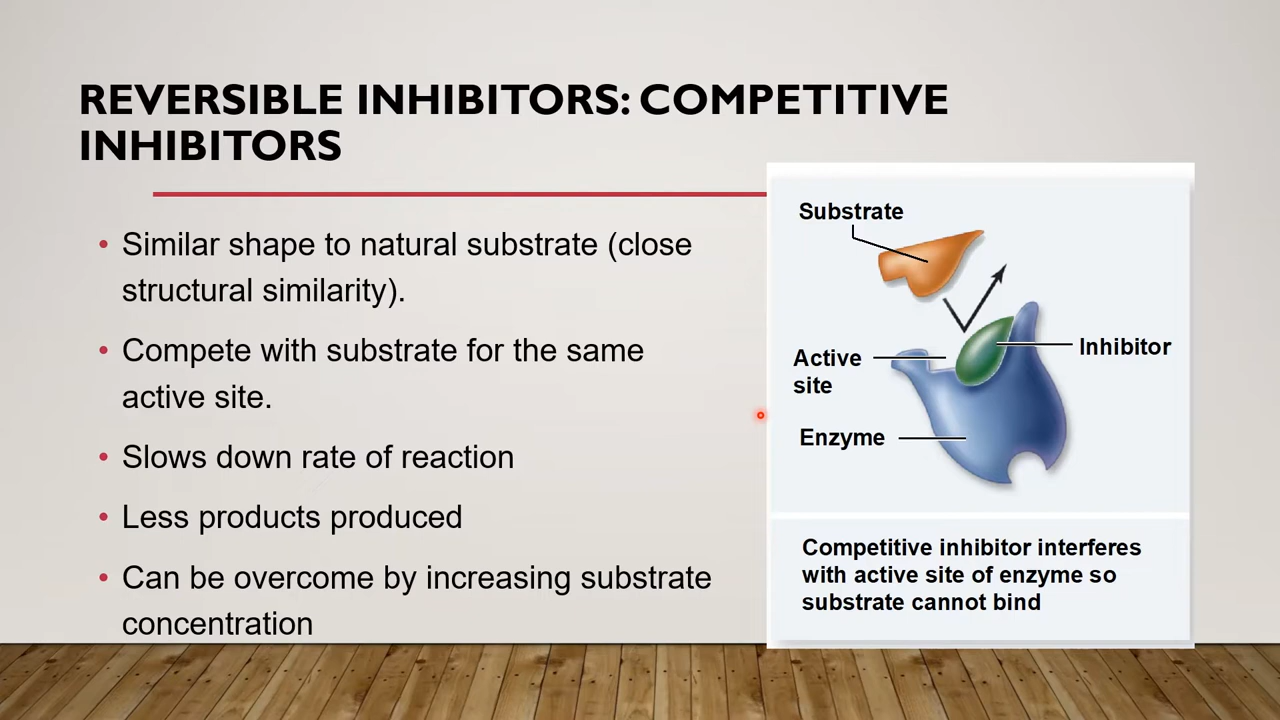 REVERSIBLE INHIBITORS: COMPETITIVE
INHIBITORS
• Similar shape to natural substrate (close
structural similarity).
• Compete with substrate for the same
active site.
• Slows down rate of reaction
• Less products produced
• Can be overcome by increasing substrate
concentration
Substrate
Inhibitor
Active
site
Enzyme
Competitive inhibitor interferes
with active site of enzyme so
substrate cannot bind